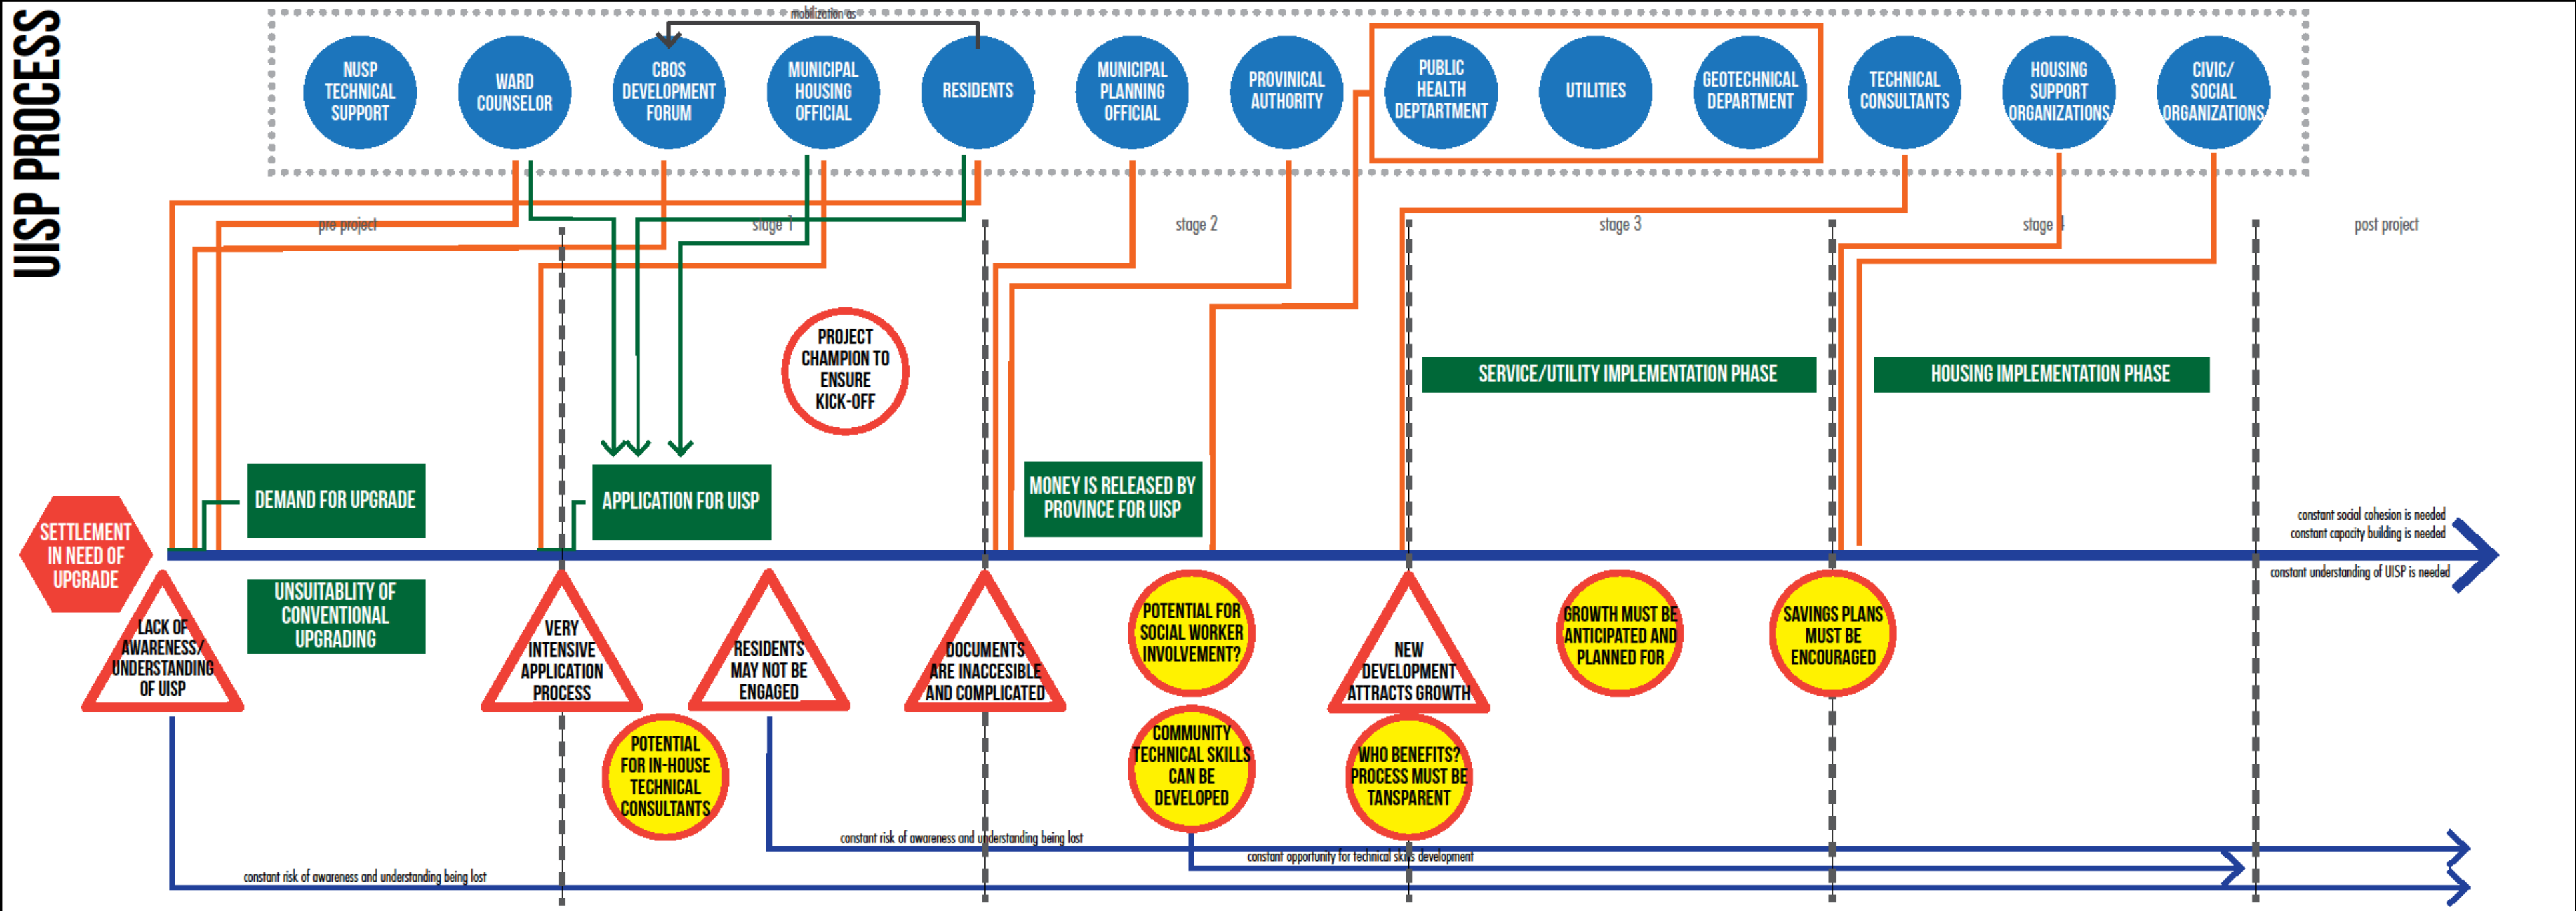 UISP PROCESS
mobilization as
NUSP
TECHNICAL
SUPPORT
WARD
COUNSELOR
CBOS
DEVELOPMENT
FORUM
MUNICIPAL
HOUSING
OFFICIAL
RESIDENTS
MUNICIPAL
PLANNING
OFFICIAL
PROVINICAL
AUTHORITY
PUBLIC
HEALTH
DEPTARTMENT
UTILITIES
GEOTECHNICAL
DEPARTMENT
TECHNICAL
CONSULTANTS
HOUSING
SUPPORT
ORGANIZATIONS
CIVIC/
SOCIAL
ORGANIZATIONS
pre project
stage 1
stage 2
stage 3
stage 4
post project
PROJECT
CHAMPION TO
ENSURE
KICK-OFF
SERVICE/UTILITY IMPLEMENTATION PHASE
HOUSING IMPLEMENTATION PHASE
SETTLEMENT
IN NEED OF
UPGRADE
DEMAND FOR UPGRADE
APPLICATION FOR UISP
MONEY IS RELEASED BY
PROVINCE FOR UISP
constant social cohesion is needed
constant capacity building is needed
constant understanding of UISP is needed
LACK OF
AWARENESS/
UNDERSTANDING
OF UISP
UNSUITABLITY OF
CONVENTIONAL
UPGRADING
VERY
INTENSIVE
APPLICATION
PROCESS
RESIDENTS
MAY NOT BE
ENGAGED
DOCUMENTS
ARE INACCESIBLE
AND COMPLICATED
POTENTIAL FOR
SOCIAL WORKER
INVOLVEMENT?
NEW
DEVELOPMENT
ATTRACTS GROWTH
GROWTH MUST BE
ANTICIPATED AND
PLANNED FOR
SAVINGS PLANS
MUST BE
ENCOURAGED
POTENTIAL
FOR IN-HOUSE
TECHNICAL
CONSULTANTS
COMMUNITY
TECHNICAL SKILLS
CAN BE
DEVELOPED
WHO BENEFITS?
PROCESS MUST BE
TANSPARENT
constant risk of awareness and understanding being lost
constant opportunity for technical skills development
constant risk of awareness and understanding being lost